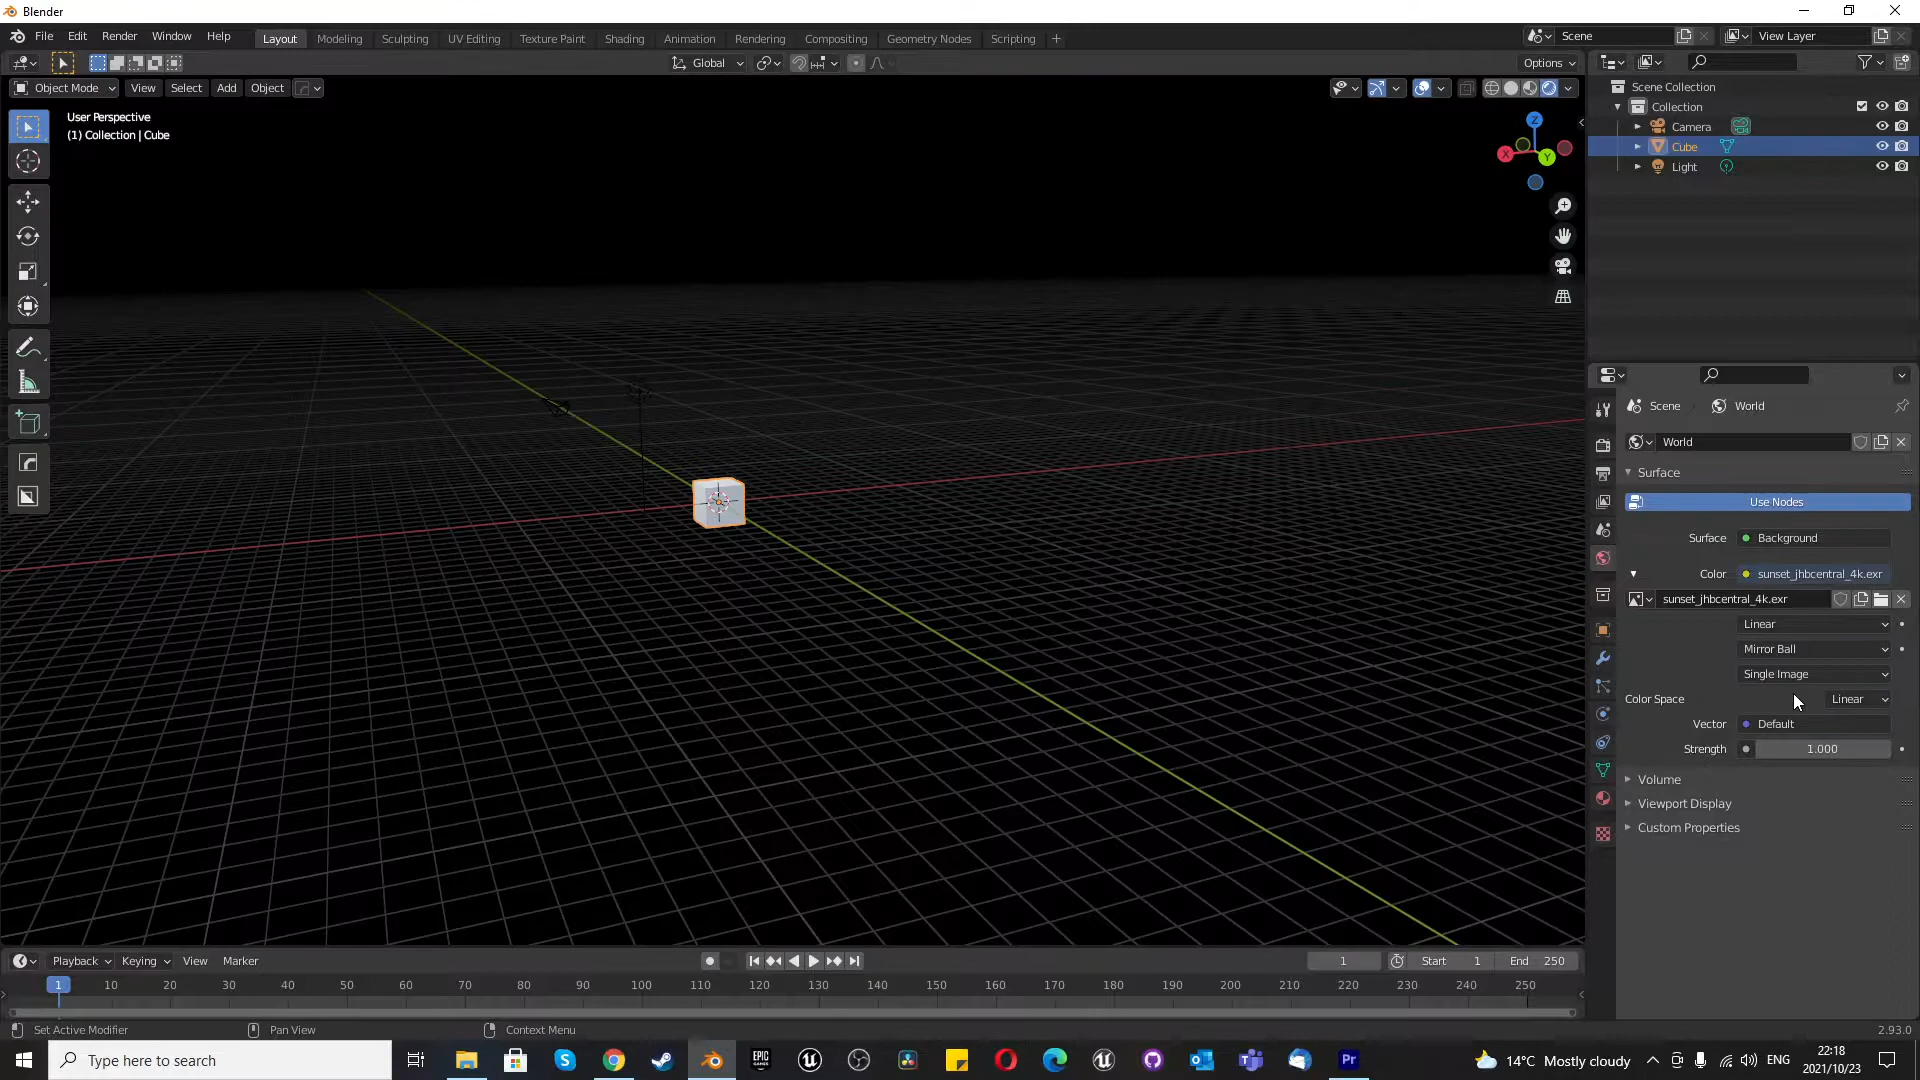 Blender
File Edit Render Window Help Layout Modeling Sculpting UV Editing Texture Paint Shading Animation Rendering Compositing Geometry Nodes Scripting + Scene View Layer
Global Options
Object Mode View Select Add Object
User Perspective
(1) Collection | Cube
Z
X
Y
Scene Collection
Collection
Camera
Cube
Light
Scene World
World
Surface
Use Nodes
Surface Background
Color sunset_jhbcentral_4k.exr
sunset_jhbcentral_4k.exr
Linear
Mirror Ball
Single Image
Color Space Linear
Vector Default
Strength 1.000
Volume
Viewport Display
Custom Properties
Playback Keying View Marker 1 Start 1 End 250
1 10 20 30 40 50 60 70 80 90 100 110 120 130 140 150 160 170 180 190 200 210 220 230 240 250
Set Active Modifier Pan View Context Menu 2.93.0
Type here to search EPIC GAMES Pr 14°C Mostly cloudy ENG 22:18
2021/10/23